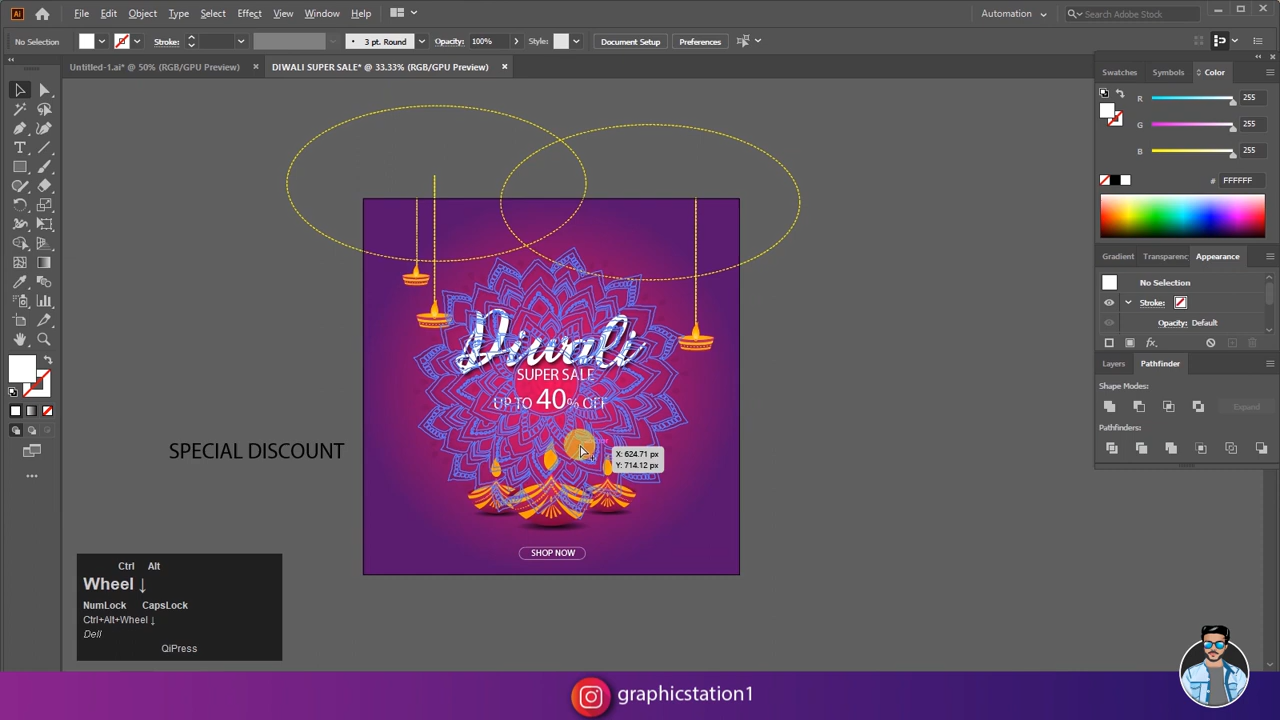 Ai File Edit Object Type Select Effect View Window Help Automation Search Adobe Stock
No Selection Stroke: 3 pt. Round Opacity: 100% Style: Document Setup Preferences
Untitled-1.ai* @ 50% (RGB/GPU Preview) × DIWALI SUPER SALE* @ 33.33% (RGB/GPU Preview) ×
Swatches Symbols Color
R 255
G 255
B 255
# FFFFFF
Gradient Transparenc Appearance
No Selection
Stroke:
Opacity: Default
fx
Layers Pathfinder
Shape Modes:
Expand
Pathfinders:
Diwali
SUPER SALE
UP TO 40% OFF
SPECIAL DISCOUNT
X: 624.71 px
Y: 714.12 px
SHOP NOW
Ctrl Alt
Wheel ↓
NumLock CapsLock
Ctrl+Alt+Wheel ↓
Dell
QiPress
graphicstation1